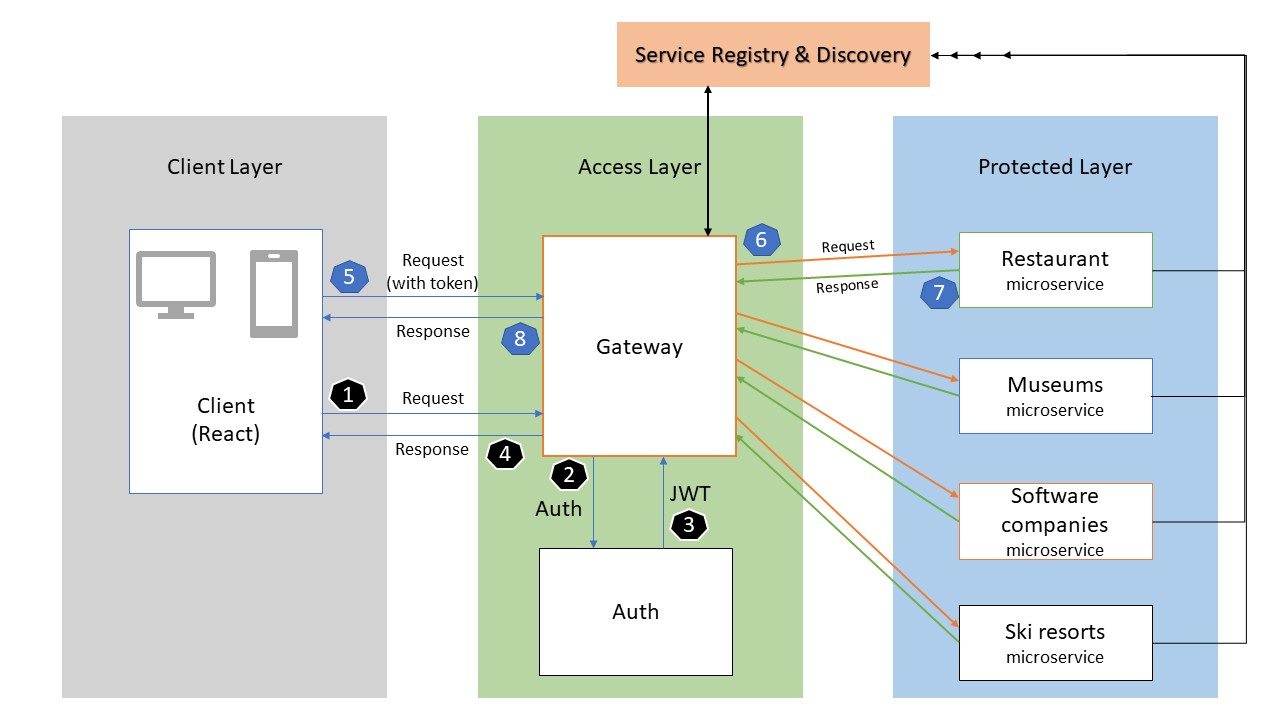 Service Registry & Discovery
Client Layer
Access Layer
Protected Layer
5
Request
(with token)
Response
8
1
Request
Response
4
Client
(React)
Gateway
2
Auth
JWT
3
Auth
6
Request
Response
7
Restaurant
microservice
Museums
microservice
Software
companies
microservice
Ski resorts
microservice